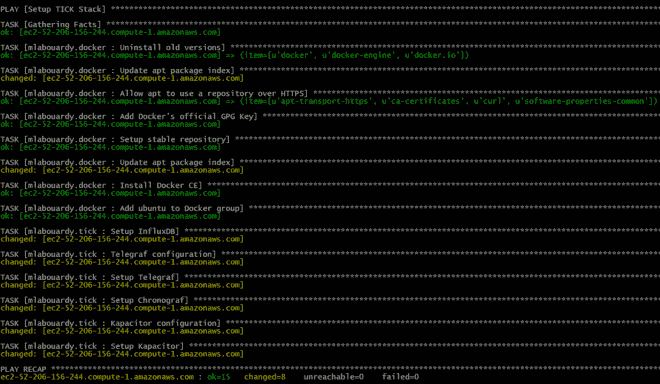 PLAY [Setup TICK Stack] ****************************************************************
TASK [Gathering Facts] ****************************************************************
ok: [ec2-52-206-156-244.compute-1.amazonaws.com]
TASK [mlabouardy.docker : Uninstall old versions] ****************************************************************
ok: [ec2-52-206-156-244.compute-1.amazonaws.com] => (item=[u'docker', u'docker-engine', u'docker.io'])
TASK [mlabouardy.docker : Update apt package index] ****************************************************************
changed: [ec2-52-206-156-244.compute-1.amazonaws.com]
TASK [mlabouardy.docker : Allow apt to use a repository over HTTPS] ****************************************************************
ok: [ec2-52-206-156-244.compute-1.amazonaws.com] => (item=[u'apt-transport-https', u'ca-certificates', u'curl', u'software-properties-common'])
TASK [mlabouardy.docker : Add Docker's official GPG Key] ****************************************************************
ok: [ec2-52-206-156-244.compute-1.amazonaws.com]
TASK [mlabouardy.docker : Setup stable repository] ****************************************************************
ok: [ec2-52-206-156-244.compute-1.amazonaws.com]
TASK [mlabouardy.docker : Update apt package index] ****************************************************************
changed: [ec2-52-206-156-244.compute-1.amazonaws.com]
TASK [mlabouardy.docker : Install Docker CE] ****************************************************************
ok: [ec2-52-206-156-244.compute-1.amazonaws.com]
TASK [mlabouardy.docker : Add ubuntu to Docker group] ****************************************************************
ok: [ec2-52-206-156-244.compute-1.amazonaws.com]
TASK [mlabouardy.tick : Setup InfluxDB] ****************************************************************
changed: [ec2-52-206-156-244.compute-1.amazonaws.com]
TASK [mlabouardy.tick : Telegraf configuration] ****************************************************************
changed: [ec2-52-206-156-244.compute-1.amazonaws.com]
TASK [mlabouardy.tick : Setup Telegraf] ****************************************************************
changed: [ec2-52-206-156-244.compute-1.amazonaws.com]
TASK [mlabouardy.tick : Setup Chronograf] ****************************************************************
changed: [ec2-52-206-156-244.compute-1.amazonaws.com]
TASK [mlabouardy.tick : Kapacitor configuration] ****************************************************************
changed: [ec2-52-206-156-244.compute-1.amazonaws.com]
TASK [mlabouardy.tick : Setup Kapacitor] ****************************************************************
changed: [ec2-52-206-156-244.compute-1.amazonaws.com]
PLAY RECAP ****************************************************************
ec2-52-206-156-244.compute-1.amazonaws.com : ok=15 changed=8 unreachable=0 failed=0